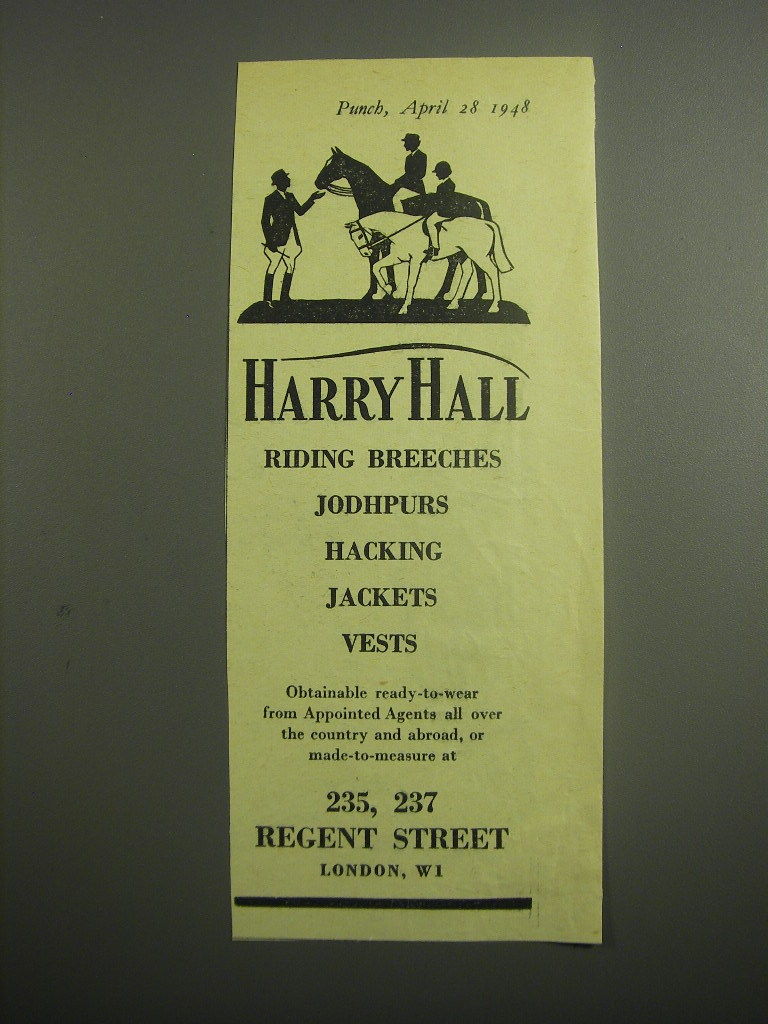 Punch, April 28 1948
HARRY HALL
RIDING BREECHES
JODHPURS
HACKING
JACKETS
VESTS
Obtainable ready-to-wear
from Appointed Agents all over
the country and abroad, or
made-to-measure at
235, 237
REGENT STREET
LONDON, W1